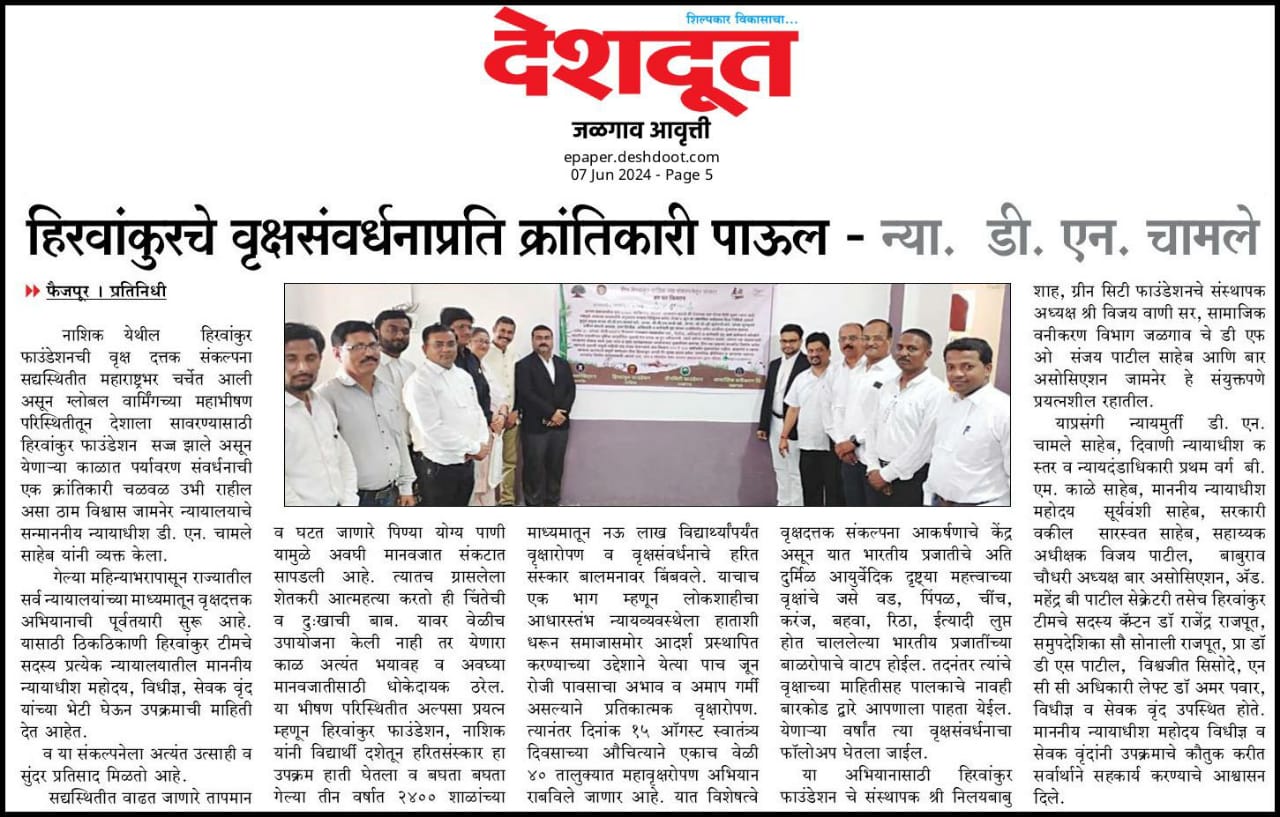 शिल्पकार विकासाचा...
देशदूत
जळगाव आवृत्ती
epaper.deshdoot.com
07 Jun 2024 - Page 5
हिरवांकुरचे वृक्षसंवर्धनाप्रति क्रांतिकारी पाऊल - न्या. डी. एन. चामले
फैजपूर । प्रतिनिधी
नाशिक येथील हिरवांकुर
फाउंडेशनची वृक्ष दत्तक संकल्पना
सद्यस्थितीत महाराष्ट्रभर चर्चेत आली
असून ग्लोबल वार्मिंगच्या महाभीषण
परिस्थितीतून देशाला सावरण्यासाठी
हिरवांकुर फाउंडेशन सज्ज झाले असून
येणाऱ्या काळात पर्यावरण संवर्धनाची
एक क्रांतिकारी चळवळ उभी राहील
असा ठाम विश्वास जामनेर न्यायालयाचे
सन्माननीय न्यायाधीश डी. एन. चामले
साहेब यांनी व्यक्त केला.
गेल्या महिन्याभरापासून राज्यातील
सर्व न्यायालयांच्या माध्यमातून वृक्षदत्तक
अभियानाची पूर्वतयारी सुरू आहे.
यासाठी ठिकठिकाणी हिरवांकुर टीमचे
सदस्य प्रत्येक न्यायालयातील माननीय
न्यायाधीश महोदय, विधीज्ञ, सेवक वृंद
यांच्या भेटी घेऊन उपक्रमाची माहिती
देत आहेत.
व या संकल्पनेला अत्यंत उत्साही व
सुंदर प्रतिसाद मिळतो आहे.
सद्यस्थितीत वाढत जाणारे तापमान
व घटत जाणारे पिण्या योग्य पाणी
यामुळे अवघी मानवजात संकटात
सापडली आहे. त्यातच ग्रासलेला
शेतकरी आत्महत्या करतो ही चिंतेची
व दुःखाची बाब. यावर वेळीच
उपाययोजना केली नाही तर येणारा
काळ अत्यंत भयावह व अवघ्या
मानवजातीसाठी धोकेदायक ठरेल.
या भीषण परिस्थितीत अल्पसा प्रयत्न
म्हणून हिरवांकुर फाउंडेशन, नाशिक
यांनी विद्यार्थी दशेतून हरितसंस्कार हा
उपक्रम हाती घेतला व बघता बघता
गेल्या तीन वर्षात २४०० शाळांच्या
माध्यमातून नऊ लाख विद्यार्थ्यांपर्यंत
वृक्षारोपण व वृक्षसंवर्धनाचे हरित
संस्कार बालमनावर बिंबवले. याचाच
एक भाग म्हणून लोकशाहीचा
आधारस्तंभ न्यायव्यवस्थेला हाताशी
धरून समाजासमोर आदर्श प्रस्थापित
करण्याच्या उद्देशाने येत्या पाच जून
रोजी पावसाचा अभाव व अमाप गर्मी
असल्याने प्रतिकात्मक वृक्षारोपण.
त्यानंतर दिनांक १५ ऑगस्ट स्वातंत्र्य
दिवसाच्या औचित्याने एकाच वेळी
४० तालुक्यात महावृक्षरोपण अभियान
राबविले जाणार आहे. यात विशेषत्वे
वृक्षदत्तक संकल्पना आकर्षणाचे केंद्र
असून यात भारतीय प्रजातीचे अति
दुर्मिळ आयुर्वेदिक दृष्ट्या महत्त्वाच्या
वृक्षांचे जसे वड, पिंपळ, चींच,
करंज, बहवा, रिठा, ईत्यादी लुप्त
होत चाललेल्या भारतीय प्रजातींच्या
बाळरोपाचे वाटप होईल. तदनंतर त्यांचे
वृक्षाच्या माहितीसह पालकाचे नावही
बारकोड द्वारे आपणाला पाहता येईल.
येणाऱ्या वर्षांत त्या वृक्षसंवर्धनाचा
फॉलोअप घेतला जाईल.
या अभियानासाठी हिरवांकुर
फाउंडेशन चे संस्थापक श्री निलयबाबु
शाह, ग्रीन सिटी फाउंडेशनचे संस्थापक
अध्यक्ष श्री विजय वाणी सर, सामाजिक
वनीकरण विभाग जळगाव चे डी एफ
ओ संजय पाटील साहेब आणि बार
असोसिएशन जामनेर हे संयुक्तपणे
प्रयत्नशील रहातील.
याप्रसंगी न्यायमुर्ती डी. एन.
चामले साहेब, दिवाणी न्यायाधीश क
स्तर व न्यायदंडाधिकारी प्रथम वर्ग बी.
एम. काळे साहेब, माननीय न्यायाधीश
महोदय सूर्यवंशी साहेब, सरकारी
वकील सारस्वत साहेब, सहाय्यक
अधीक्षक विजय पाटील, बाबुराव
चौधरी अध्यक्ष बार असोसिएशन, ॲड.
महेंद्र बी पाटील सेक्रेटरी तसेच हिरवांकुर
टीमचे सदस्य कॅप्टन डॉ राजेंद्र राजपूत,
समुपदेशिका सौ सोनाली राजपूत, प्रा डॉ
डी एस पाटील, विश्वजीत सिसोदे, एन
सी सी अधिकारी लेफ्ट डॉ अमर पवार,
विधीज्ञ व सेवक वृंद उपस्थित होते.
माननीय न्यायाधीश महोदय विधीज्ञ व
सेवक वृंदांनी उपक्रमाचे कौतुक करीत
सर्वार्थाने सहकार्य करण्याचे आश्वासन
दिले.